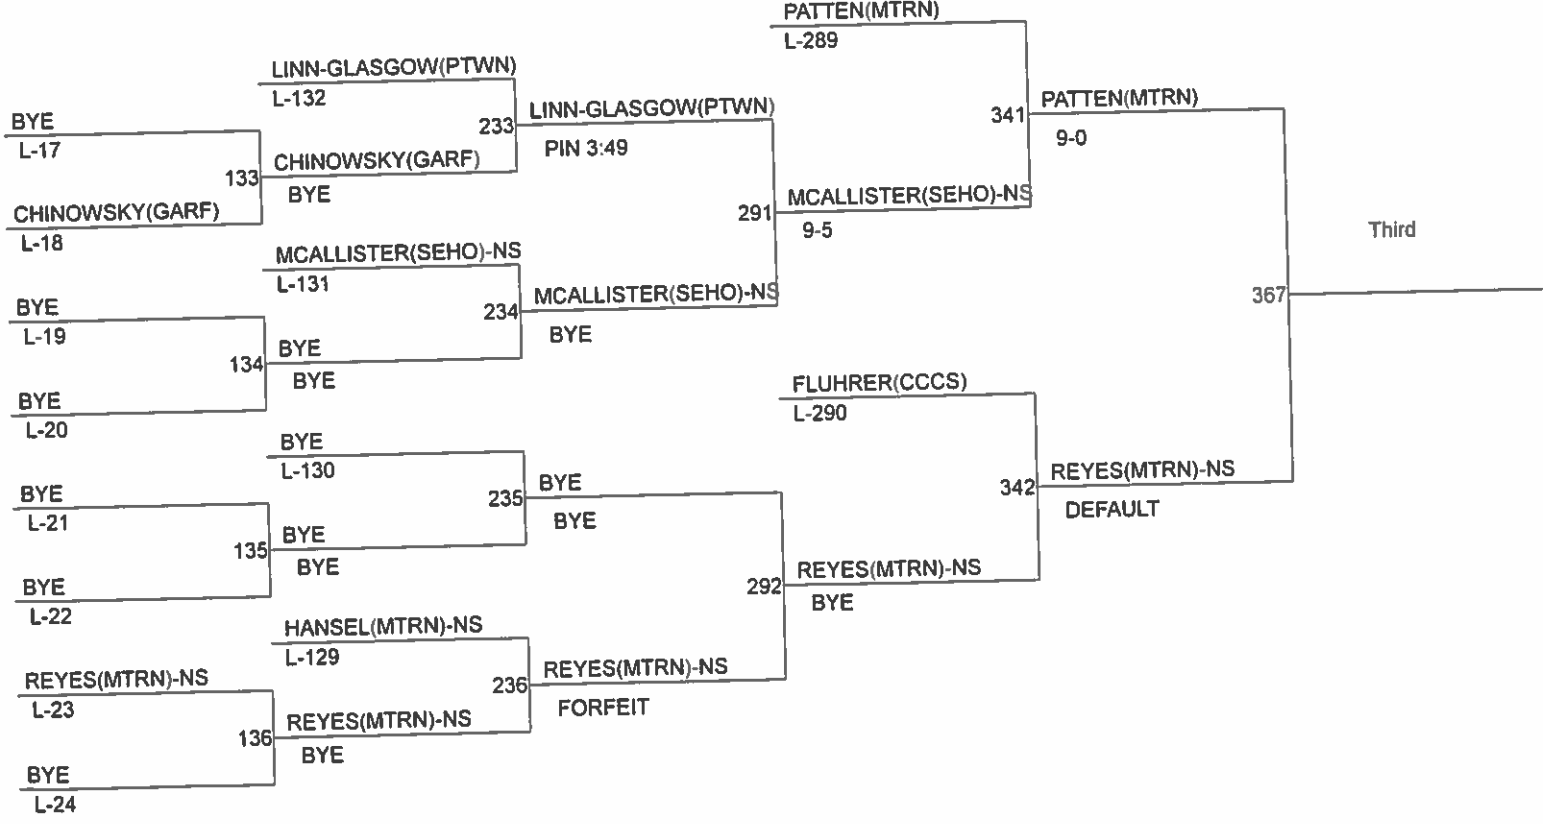 PATTEN(MTRN)
L-289
LINN-GLASGOW(PTWN)
L-132
LINN-GLASGOW(PTWN)
233
PIN 3:49
341
PATTEN(MTRN)
9-0
BYE
L-17
133
CHINOWSKY(GARF)
BYE
CHINOWSKY(GARF)
L-18
291
MCALLISTER(SEHO)-NS
9-5
Third
MCALLISTER(SEHO)-NS
L-131
234
MCALLISTER(SEHO)-NS
BYE
367
BYE
L-19
134
BYE
BYE
BYE
L-20
FLUHRER(CCCS)
L-290
BYE
L-130
235
BYE
BYE
342
REYES(MTRN)-NS
DEFAULT
BYE
L-21
135
BYE
BYE
BYE
L-22
292
REYES(MTRN)-NS
BYE
HANSEL(MTRN)-NS
L-129
236
REYES(MTRN)-NS
FORFEIT
REYES(MTRN)-NS
L-23
136
REYES(MTRN)-NS
BYE
BYE
L-24